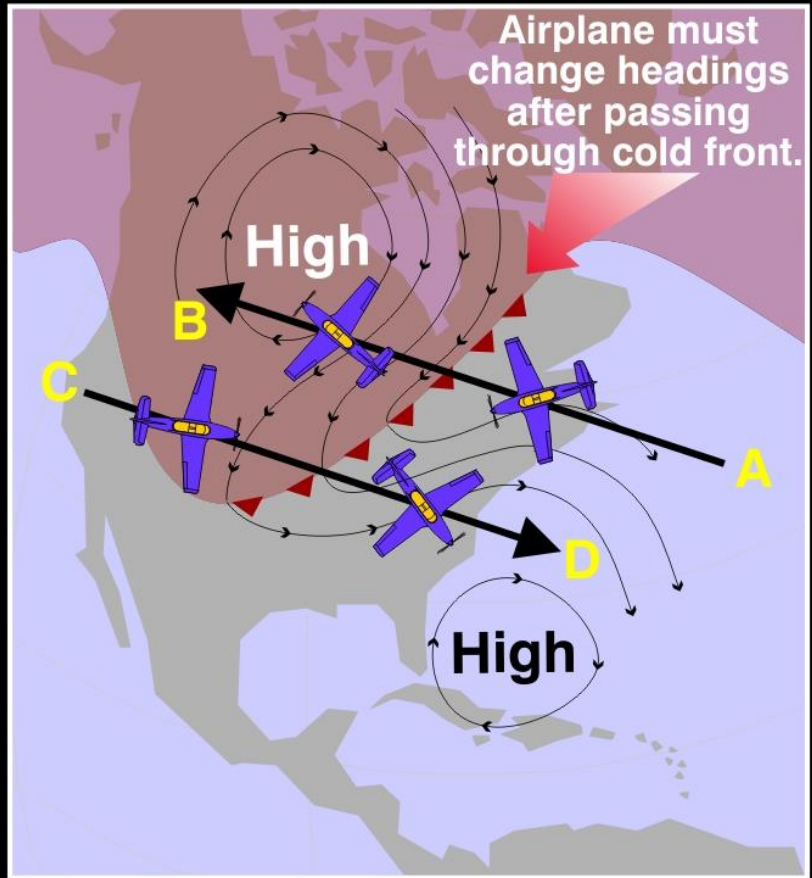 Airplane must
change headings
after passing
through cold front.
High
B
C
A
D
High